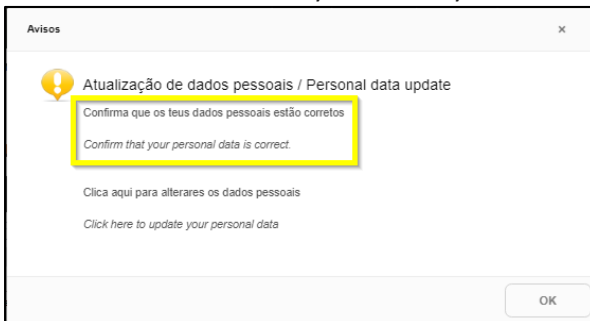 Avisos ×
Atualização de dados pessoais / Personal data update
Confirma que os teus dados pessoais estão corretos
Confirm that your personal data is correct.
Clica aqui para alterares os dados pessoais
Click here to update your personal data
OK